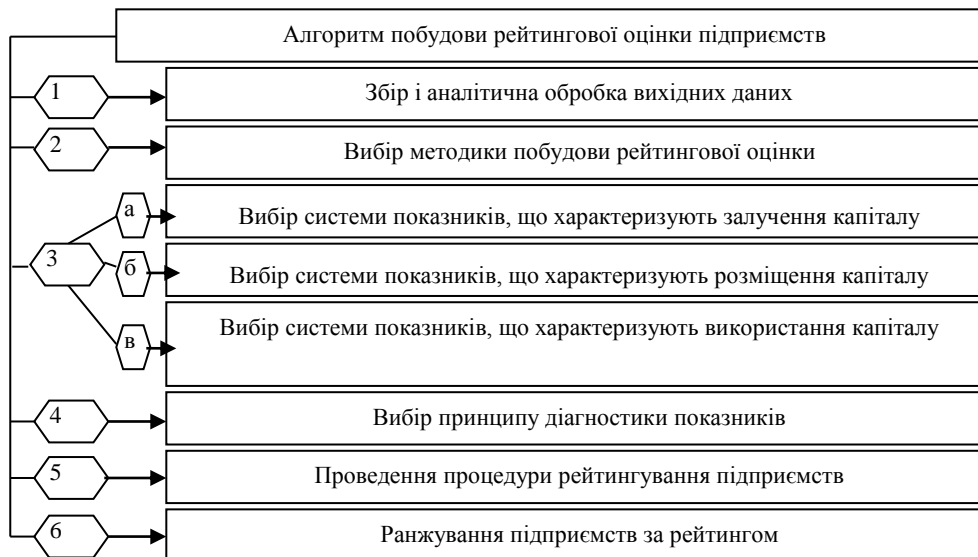 Алгоритм побудови рейтингової оцінки підприємств
1
Збір і аналітична обробка вихідних даних
2
Вибір методики побудови рейтингової оцінки
а
Вибір системи показників, що характеризують залучення капіталу
3
б
Вибір системи показників, що характеризують розміщення капіталу
в
Вибір системи показників, що характеризують використання капіталу
4
Вибір принципу діагностики показників
5
Проведення процедури рейтингування підприємств
6
Ранжування підприємств за рейтингом